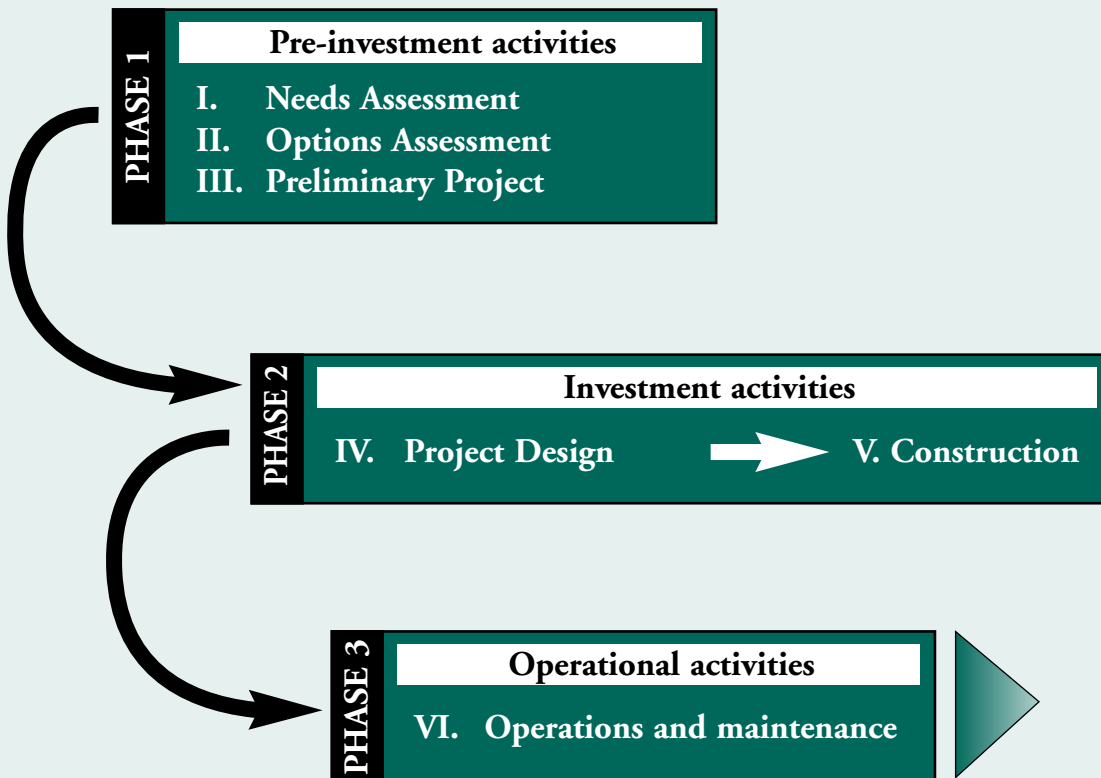 PHASE 1
Pre-investment activities
I. Needs Assessment
II. Options Assessment
III. Preliminary Project
PHASE 2
Investment activities
IV. Project Design
V. Construction
PHASE 3
Operational activities
VI. Operations and maintenance